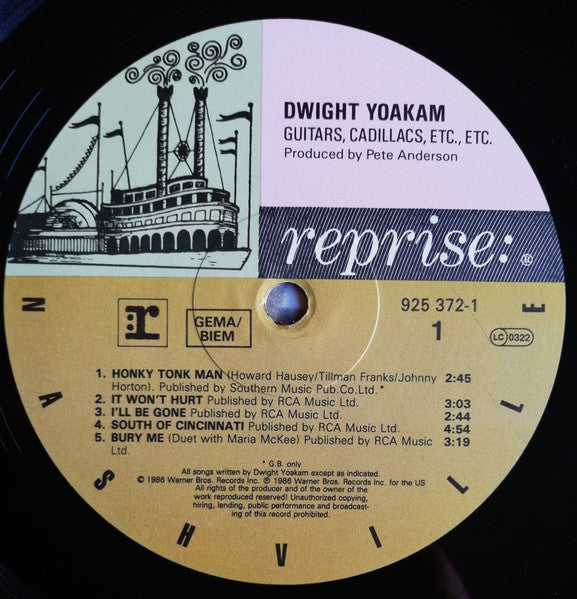 DWIGHT YOAKAM
GUITARS, CADILLACS, ETC., ETC.
Produced by Pete Anderson
reprise: ®
r
GEMA/
BIEM
925 372-1
1
LC 0322
1. HONKY TONK MAN (Howard Hausey/Tillman Franks/Johnny 2:45
Horton). Published by Southern Music Pub.Co.Ltd.*
2. IT WON'T HURT Published by RCA Music Ltd. 3:03
3. I'LL BE GONE Published by RCA Music Ltd. 2:44
4. SOUTH OF CINCINNATI Published by RCA Music Ltd. 4:54
5. BURY ME (Duet with Maria McKee) Published by RCA Music 3:19
Ltd.
* G.B. only
All songs written by Dwight Yoakam except as indicated.
© 1986 Warner Bros. Records Inc. ℗ 1986 Warner Bros. Records Inc. for the US
All rights of the producer and of the owner of the
work reproduced reserved! Unauthorized copying,
hiring, lending, public performance and broadcast-
ing of this record prohibited.
NASHVILLE